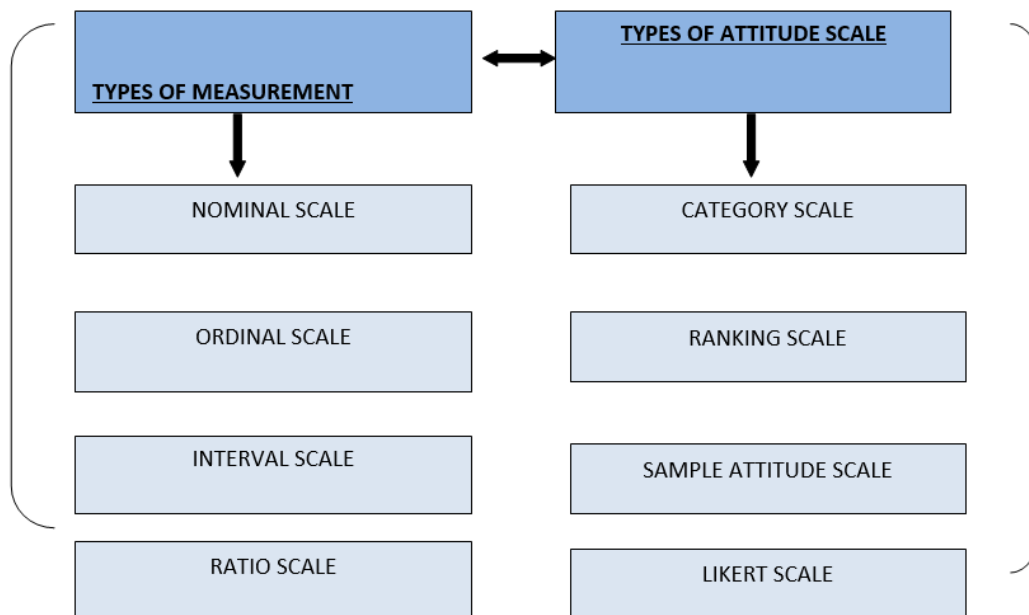 TYPES OF MEASUREMENT
TYPES OF ATTITUDE SCALE
NOMINAL SCALE
CATEGORY SCALE
ORDINAL SCALE
RANKING SCALE
INTERVAL SCALE
SAMPLE ATTITUDE SCALE
RATIO SCALE
LIKERT SCALE